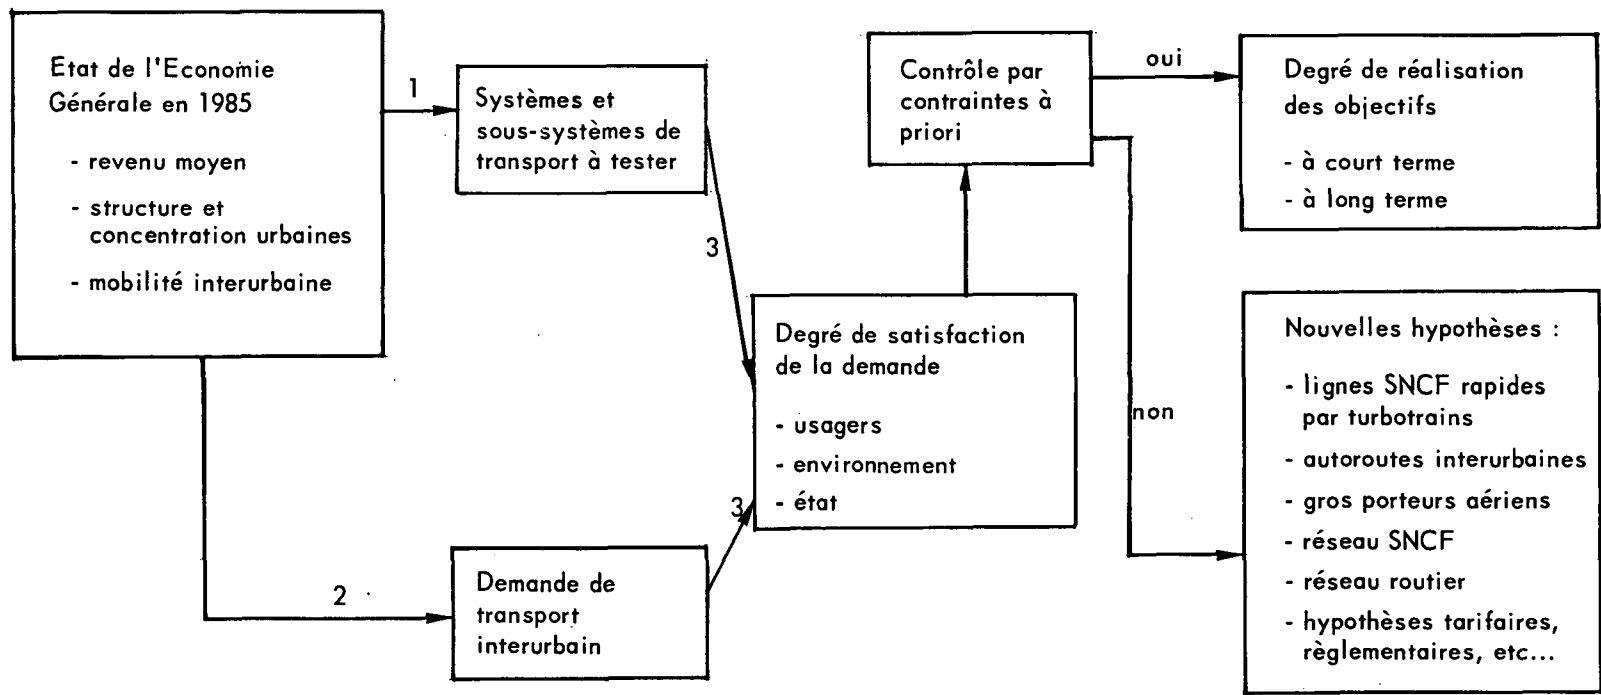 Etat de l'Economie
Générale en 1985
- revenu moyen
- structure et
concentration urbaines
- mobilité interurbaine
1
Systèmes et
sous-systèmes de
transport à tester
2
Demande de
transport
interurbain
3
3
Degré de satisfaction
de la demande
- usagers
- environnement
- état
Contrôle par
contraintes à
priori
oui
Degré de réalisation
des objectifs
- à court terme
- à long terme
non
Nouvelles hypothèses :
- lignes SNCF rapides
par turbotrains
- autoroutes interurbaines
- gros porteurs aériens
- réseau SNCF
- réseau routier
- hypothèses tarifaires,
règlementaires, etc...